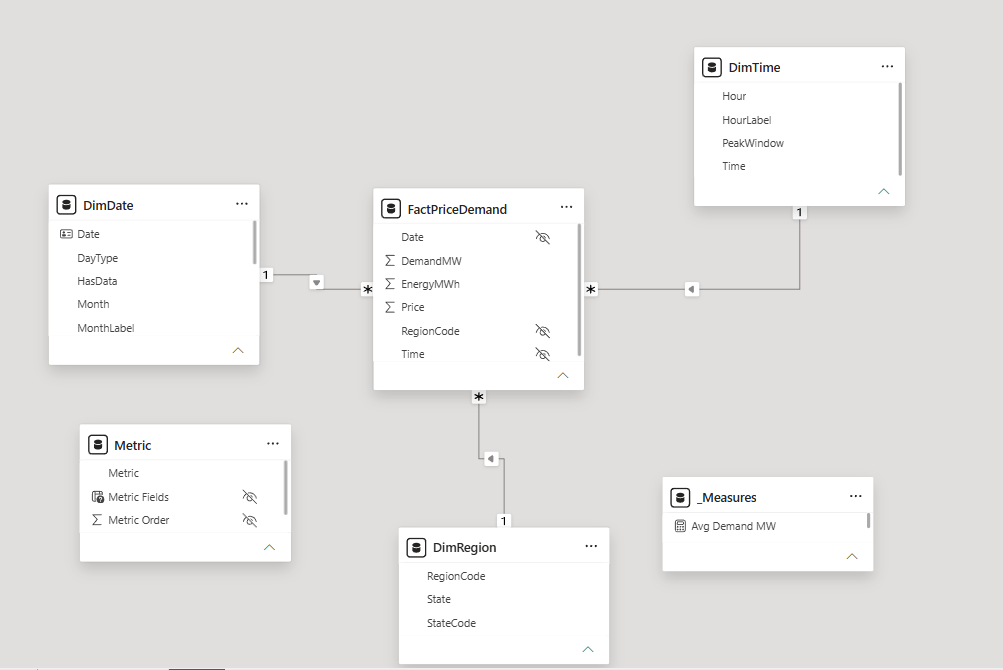 DimTime
Hour
HourLabel
PeakWindow
Time
DimDate
Date
DayType
HasData
Month
MonthLabel
FactPriceDemand
Date
DemandMW
EnergyMWh
Price
RegionCode
Time
1
*
*
1
*
1
Metric
Metric
Metric Fields
Metric Order
DimRegion
RegionCode
State
StateCode
_Measures
Avg Demand MW